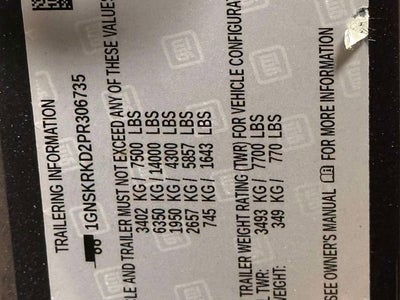 TRAILERING INFORMATION
1GNSKRKD2PR306735
LE AND TRAILER MUST NOT EXCEED ANY OF THESE VALUES
3402 KG/ 7500 LBS
6350 KG/ 14000 LBS
1950 KG/ 4300 LBS
2657 KG/ 5857 LBS
745 KG/ 1643 LBS
TRAILER WEIGHT RATING (TWR) FOR VEHICLE CONFIGURA
TWR: 3493 KG/ 7700 LBS
WEIGHT: 349 KG/ 770 LBS
SEE OWNER'S MANUAL FOR MORE INFORMATION